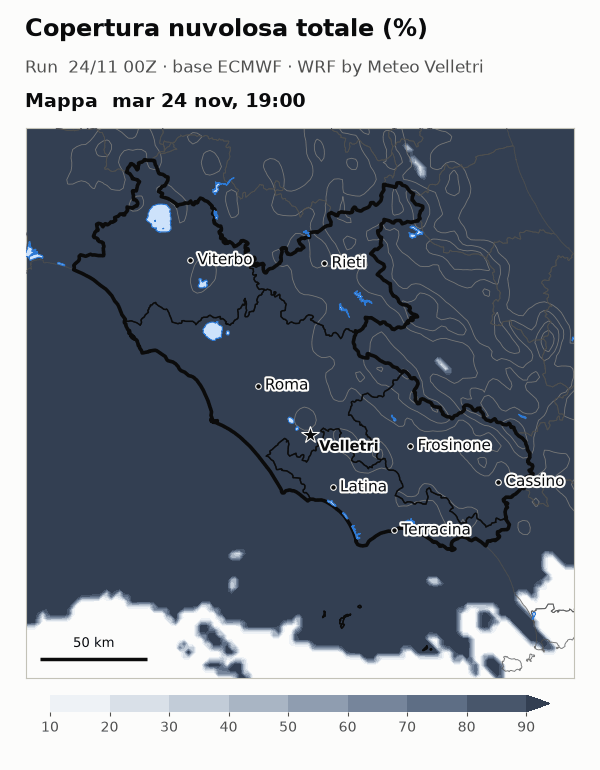 Copertura nuvolosa totale (%)
Run  24/11 00Z · base ECMWF · WRF by Meteo Velletri
Mappa  mar 24 nov, 19:00
Viterbo
Rieti
Roma
Velletri
Frosinone
Latina
Cassino
Terracina
50 km
10 20 30 40 50 60 70 80 90